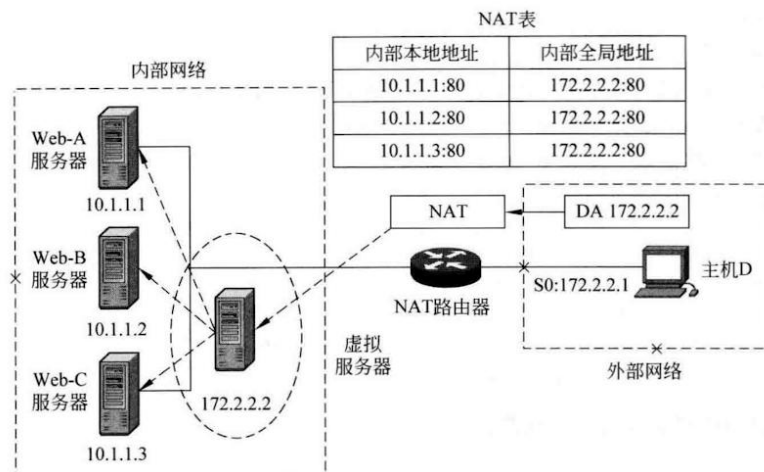 NAT表
内部本地地址 内部全局地址
10.1.1.1:80 172.2.2.2:80
10.1.1.2:80 172.2.2.2:80
10.1.1.3:80 172.2.2.2:80
内部网络
Web-A
服务器
10.1.1.1
Web-B
服务器
10.1.1.2
Web-C
服务器
10.1.1.3
172.2.2.2
虚拟
服务器
NAT
DA 172.2.2.2
NAT路由器
S0:172.2.2.1
主机D
外部网络